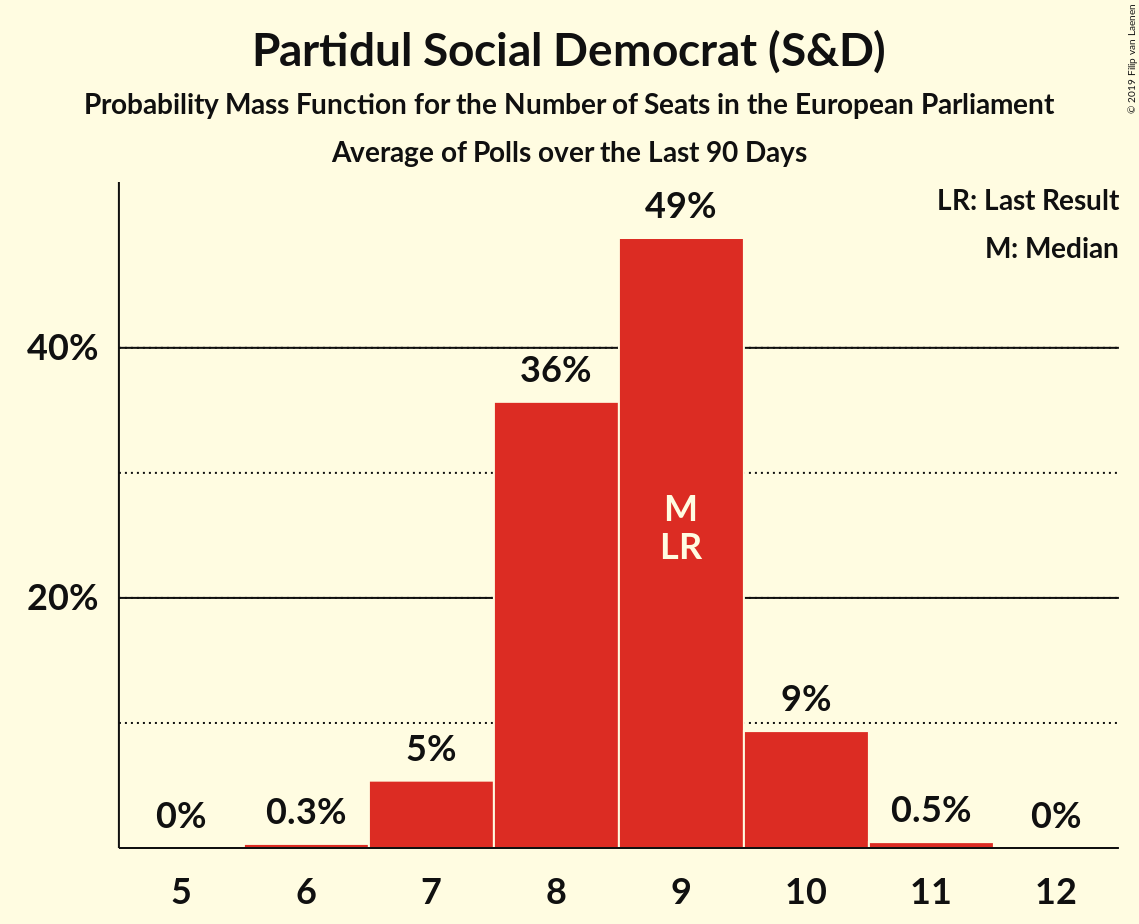 Partidul Social Democrat (S&D)
Probability Mass Function for the Number of Seats in the European Parliament
Average of Polls over the Last 90 Days
© 2019 Filip van Laenen
LR: Last Result
M: Median
40%
20%
0%
0.3%
5%
36%
49%
9%
0.5%
0%
M
LR
5
6
7
8
9
10
11
12